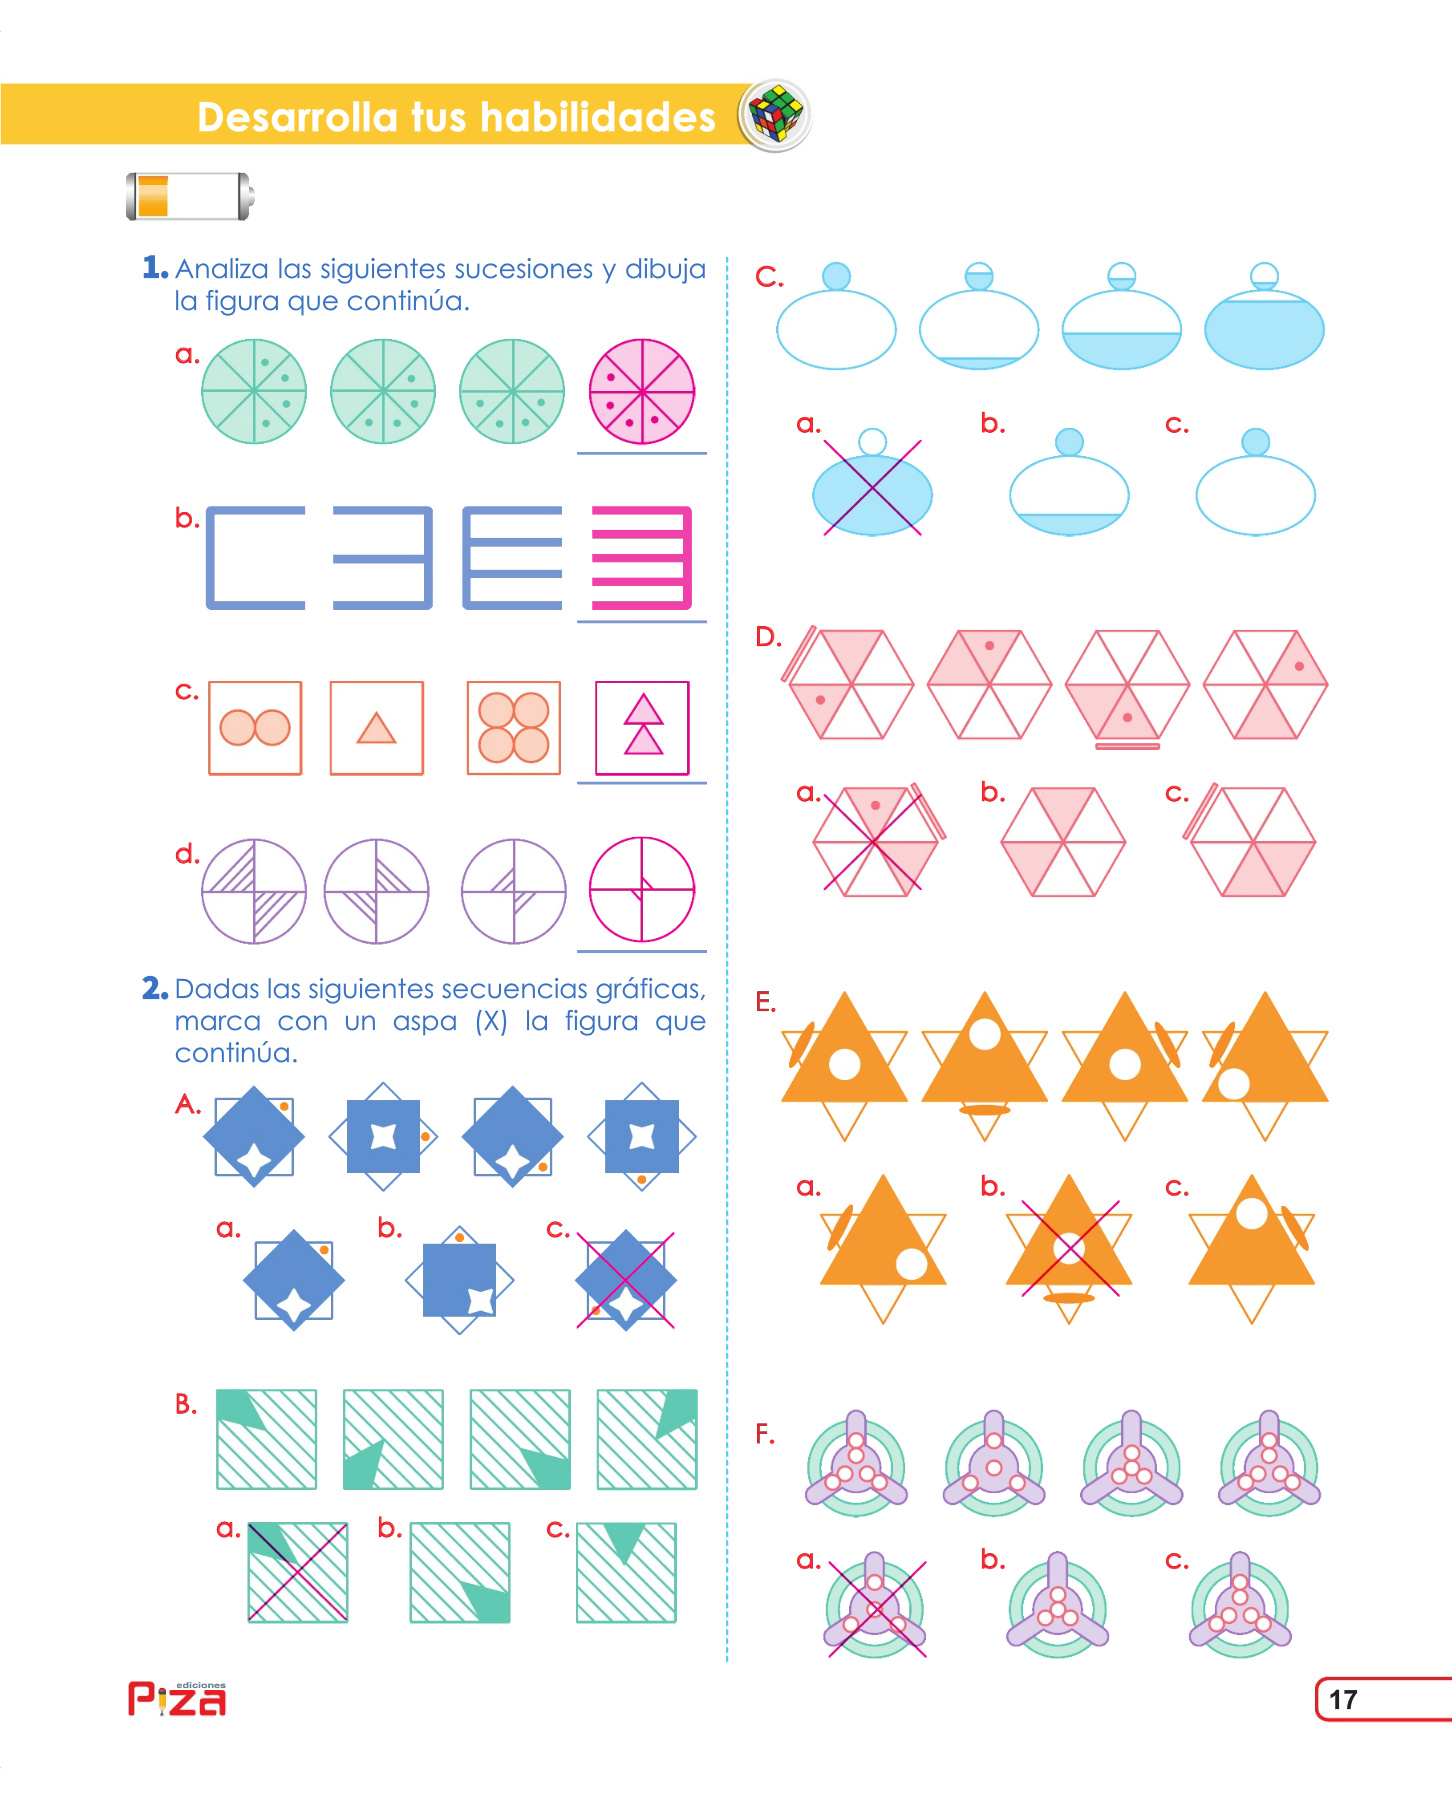 Desarrolla tus habilidades
1. Analiza las siguientes sucesiones y dibuja
la figura que continúa.
a.
b.
c.
d.
2. Dadas las siguientes secuencias gráficas,
marca con un aspa (X) la figura que
continúa.
A.
a. b. c.
B.
a. b. c.
C.
a. b. c.
D.
a. b. c.
E.
a. b. c.
F.
a. b. c.
ediciones
Piza
17